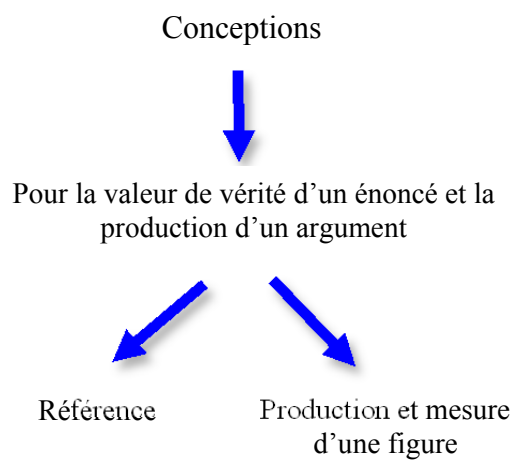 Conceptions
Pour la valeur de vérité d’un énoncé et la
production d’un argument
Référence
Production et mesure
d’une figure